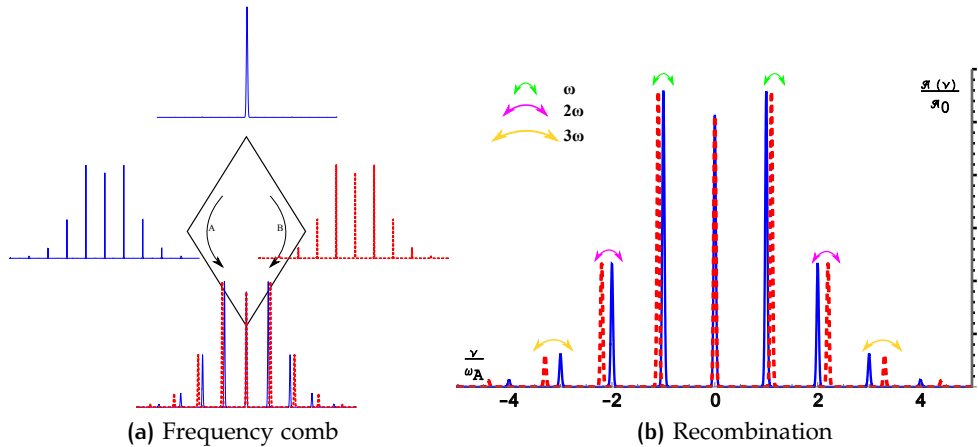 A
B
(a) Frequency comb
ω
2ω
3ω
𝒜(ν)
𝒜0
ν
ωA
-4
-2
0
2
4
(b) Recombination